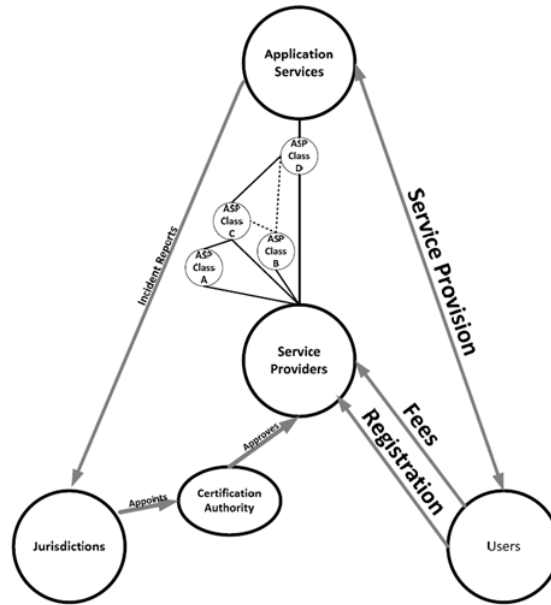 Application
Services
ASP
Class
D
ASP
Class
C
ASP
Class
B
ASP
Class
A
Incident Reports
Service Provision
Service
Providers
Fees
Registration
Approves
Appoints
Certification
Authority
Jurisdictions
Users